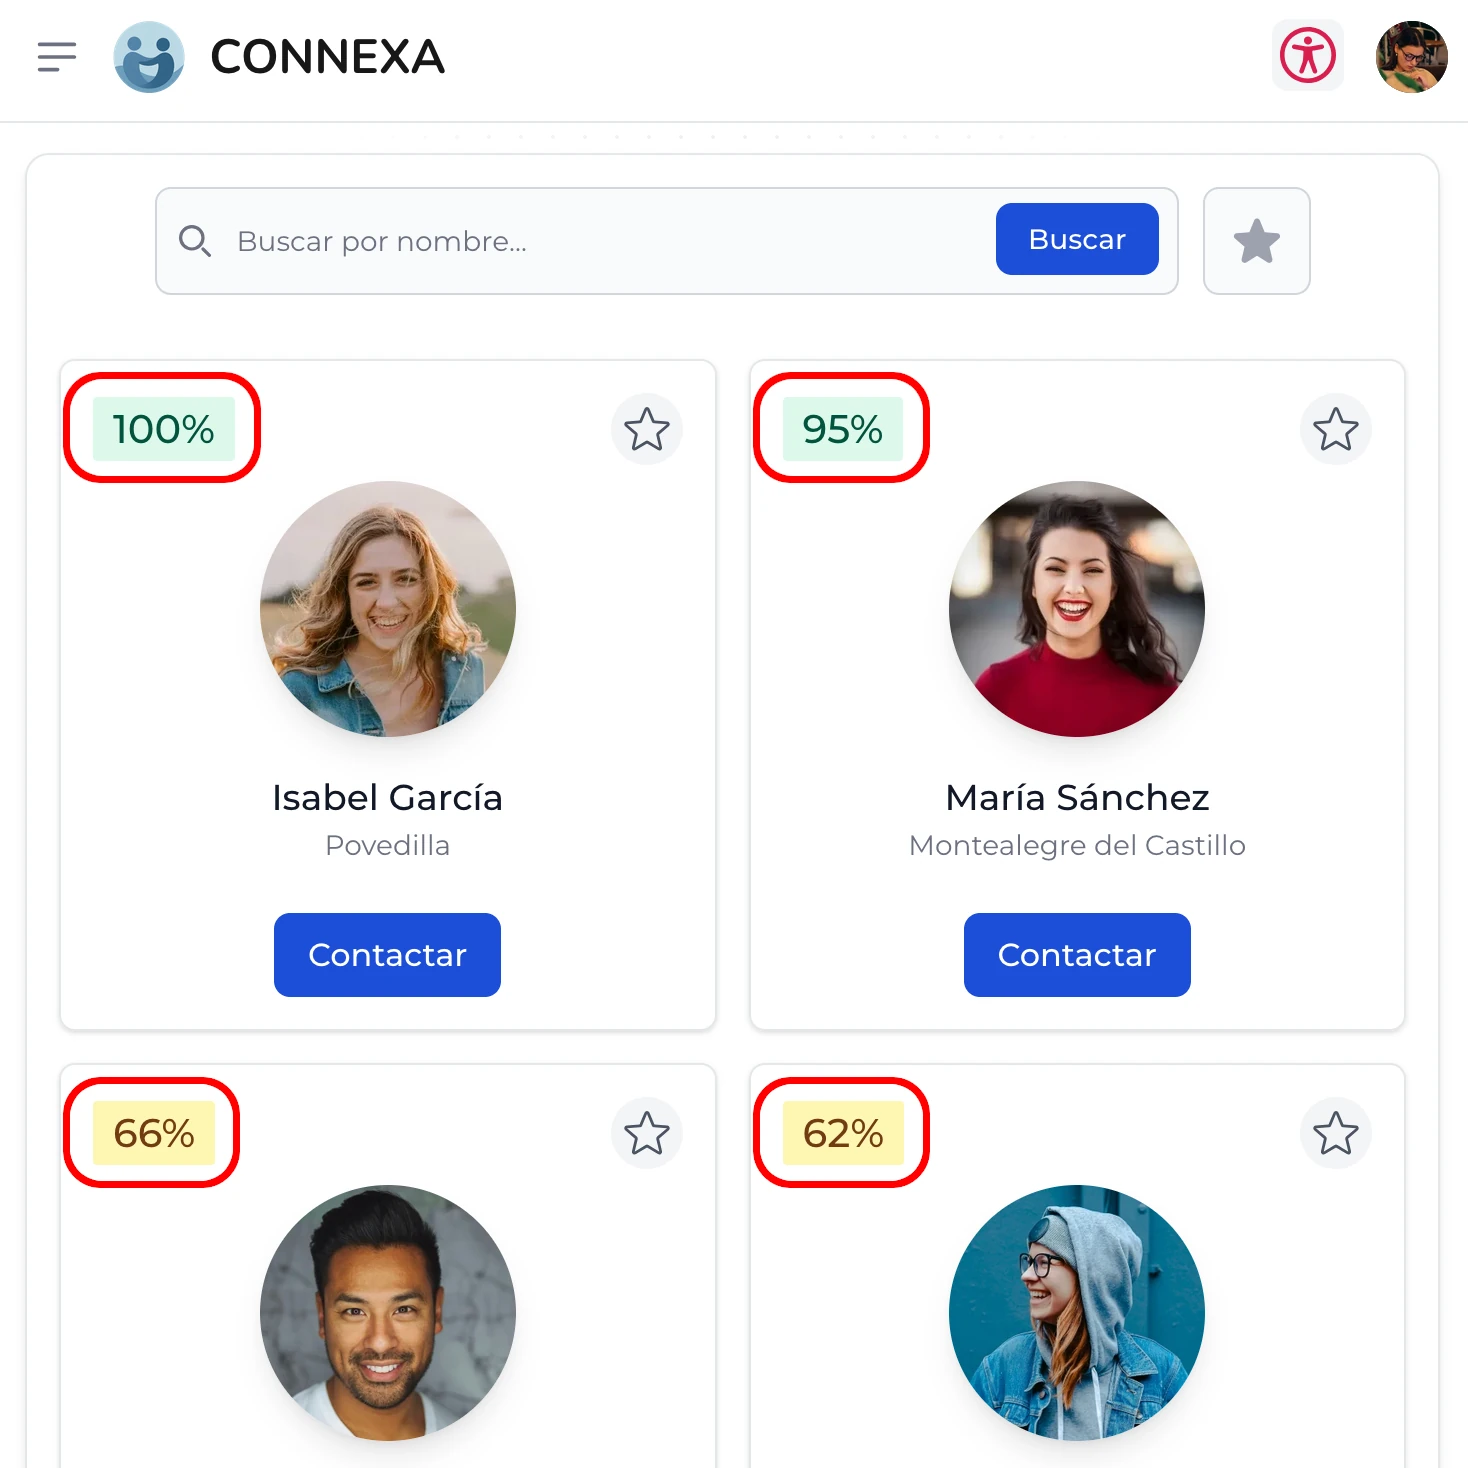 CONNEXA
Buscar por nombre...
Buscar
100%
95%
Isabel García
María Sánchez
Povedilla
Montealegre del Castillo
Contactar
Contactar
66%
62%